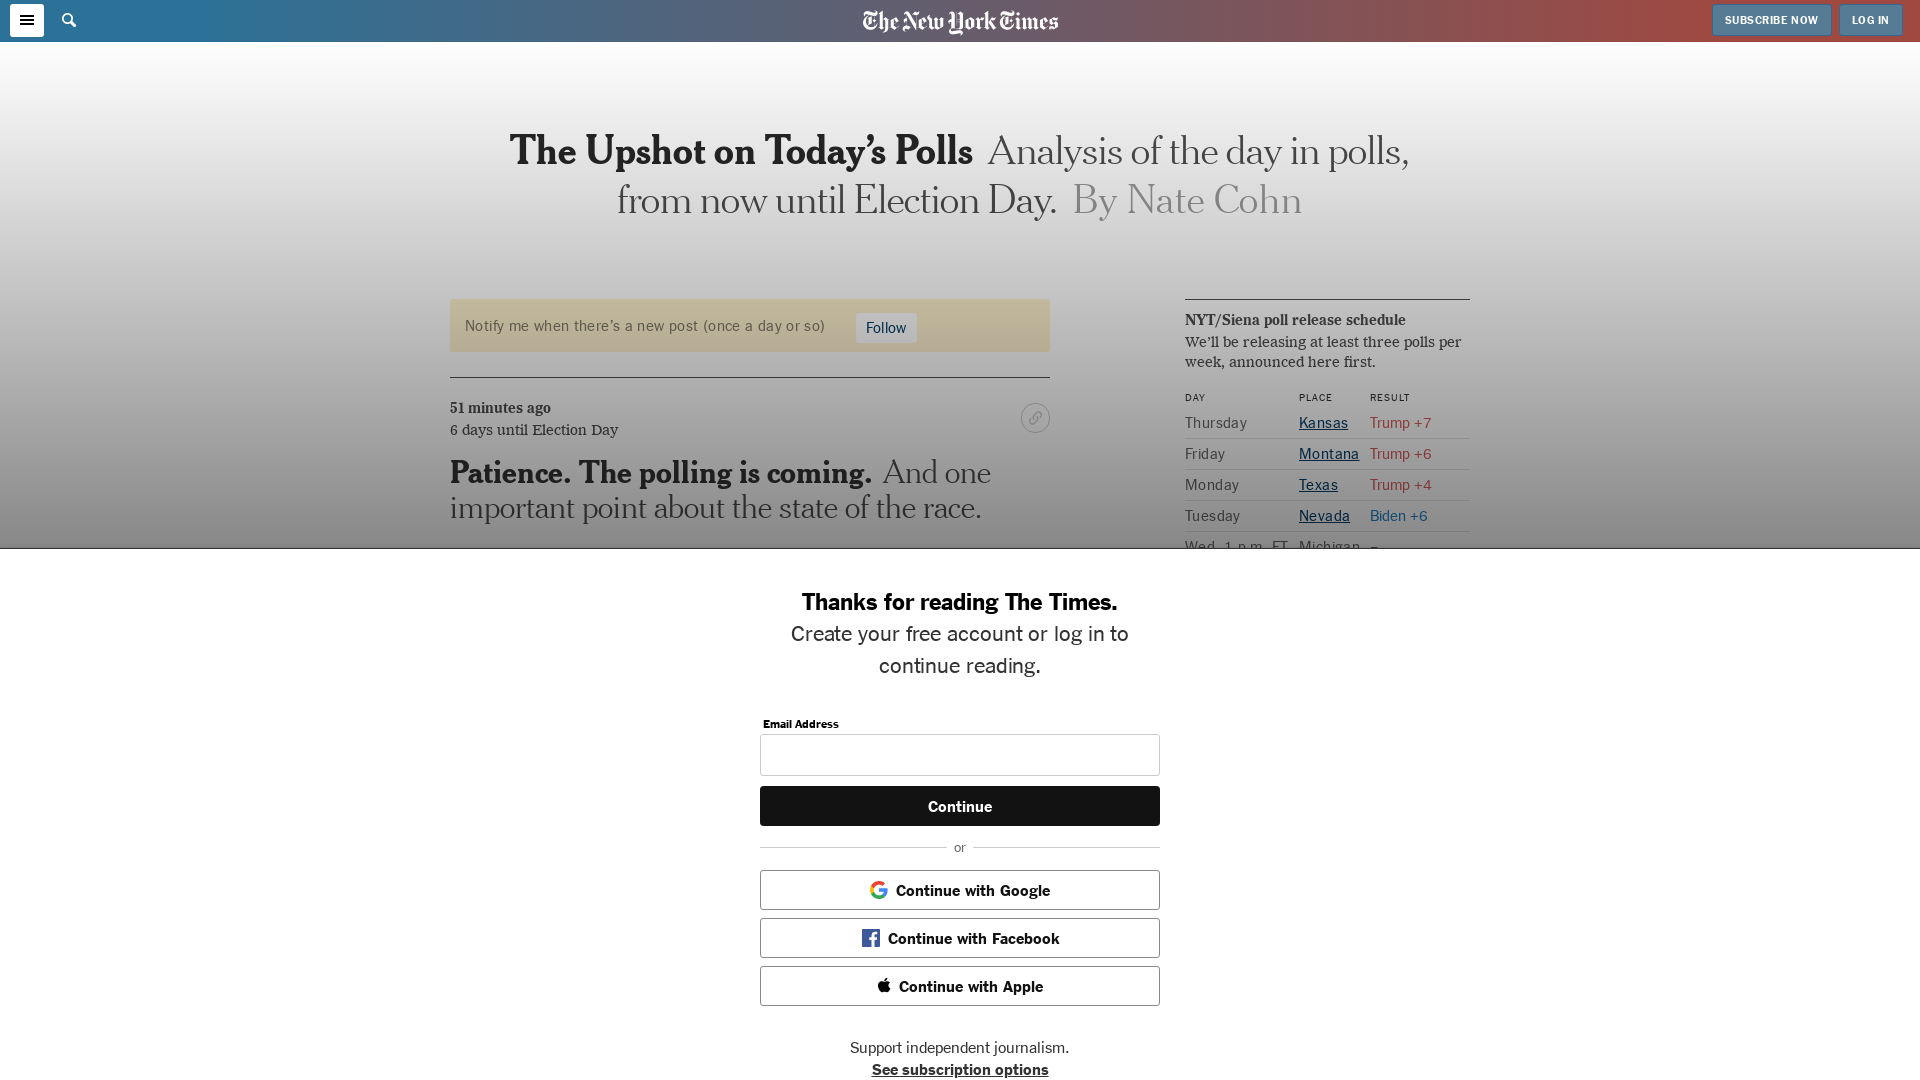 The New York Times
SUBSCRIBE NOW
LOG IN
The Upshot on Today’s Polls Analysis of the day in polls,
from now until Election Day. By Nate Cohn
Notify me when there’s a new post (once a day or so)
Follow
51 minutes ago
6 days until Election Day
Patience. The polling is coming. And one
important point about the state of the race.
NYT/Siena poll release schedule
We’ll be releasing at least three polls per
week, announced here first.
DAY PLACE RESULT
Thursday Kansas Trump +7
Friday Montana Trump +6
Monday Texas Trump +4
Tuesday Nevada Biden +6
Wed. 1 p.m. ET Michigan –
Thanks for reading The Times.
Create your free account or log in to
continue reading.
Email Address
Continue
or
Continue with Google
Continue with Facebook
Continue with Apple
Support independent journalism.
See subscription options